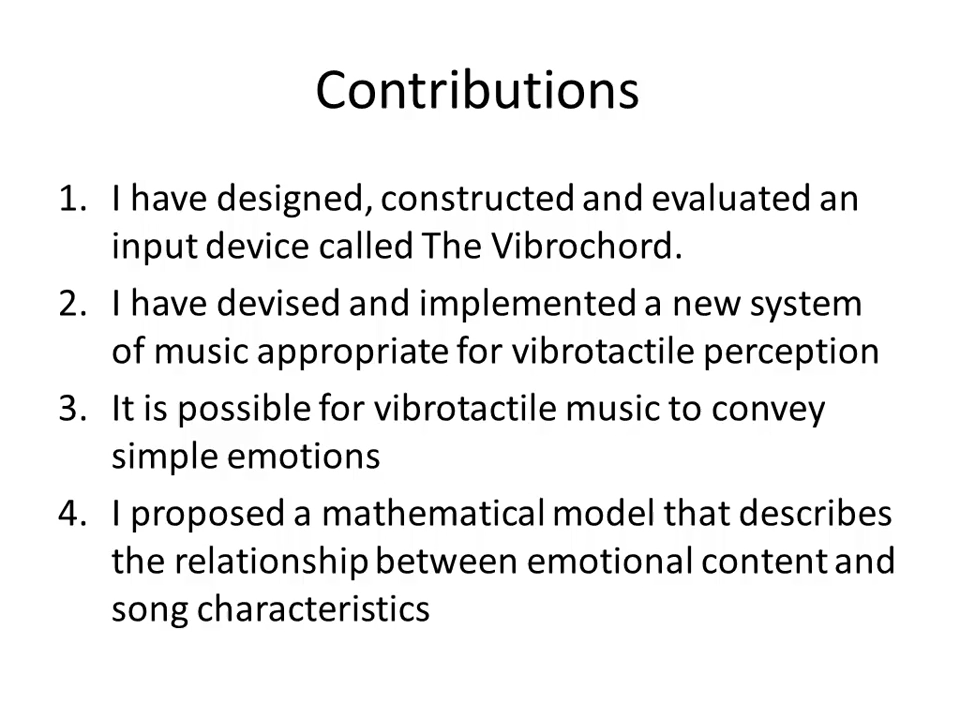 Contributions
1. I have designed, constructed and evaluated an
input device called The Vibrochord.
2. I have devised and implemented a new system
of music appropriate for vibrotactile perception
3. It is possible for vibrotactile music to convey
simple emotions
4. I proposed a mathematical model that describes
the relationship between emotional content and
song characteristics